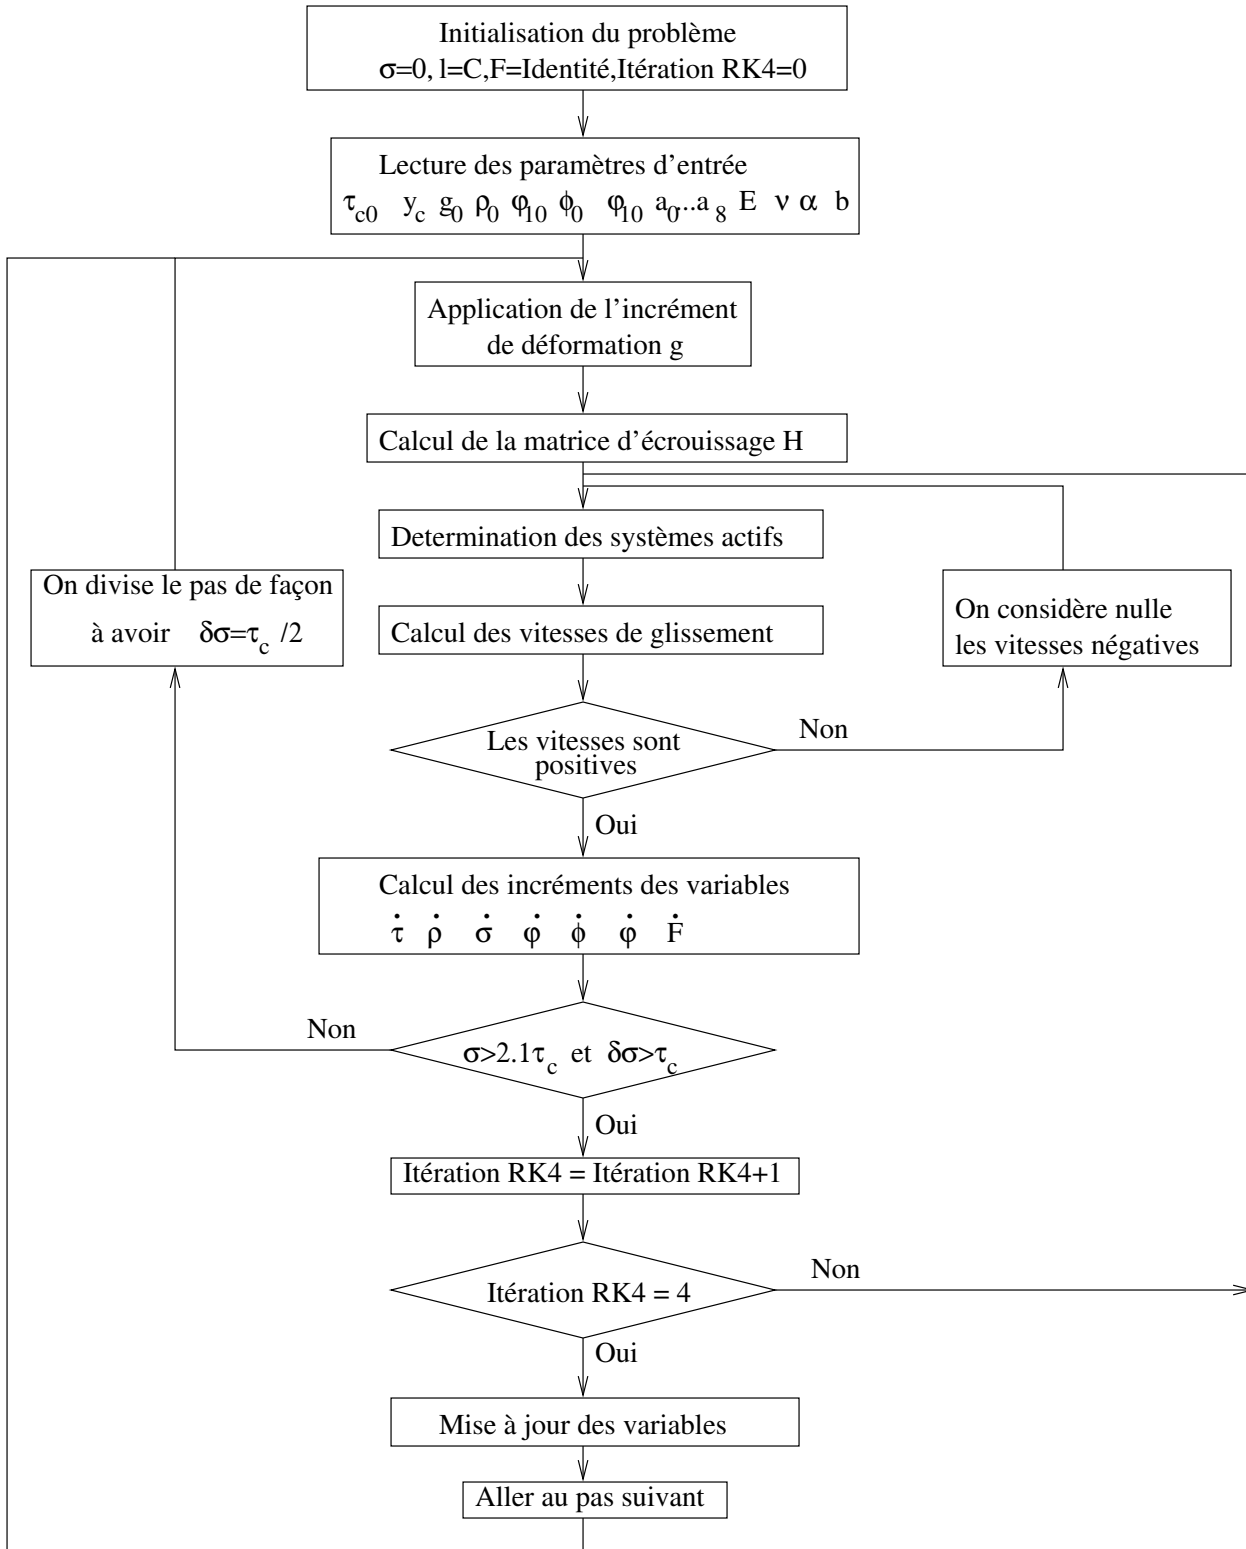 Initialisation du problème
σ=0, l=C,F=Identité,Itération RK4=0
Lecture des paramètres d'entrée
τc0 yc g0 ρ0 φ10 ϕ0 φ10 a0...a8 E ν α b
Application de l'incrément
de déformation g
Calcul de la matrice d'écrouissage H
Determination des systèmes actifs
On divise le pas de façon
à avoir δσ=τc /2
On considère nulle
les vitesses négatives
Calcul des vitesses de glissement
Les vitesses sont
positives
Non
Oui
Calcul des incréments des variables
τ̇ ρ̇ σ̇ φ̇ ϕ̇ φ̇ Ḟ
Non
σ>2.1τc et δσ>τc
Oui
Itération RK4 = Itération RK4+1
Itération RK4 = 4
Non
Oui
Mise à jour des variables
Aller au pas suivant